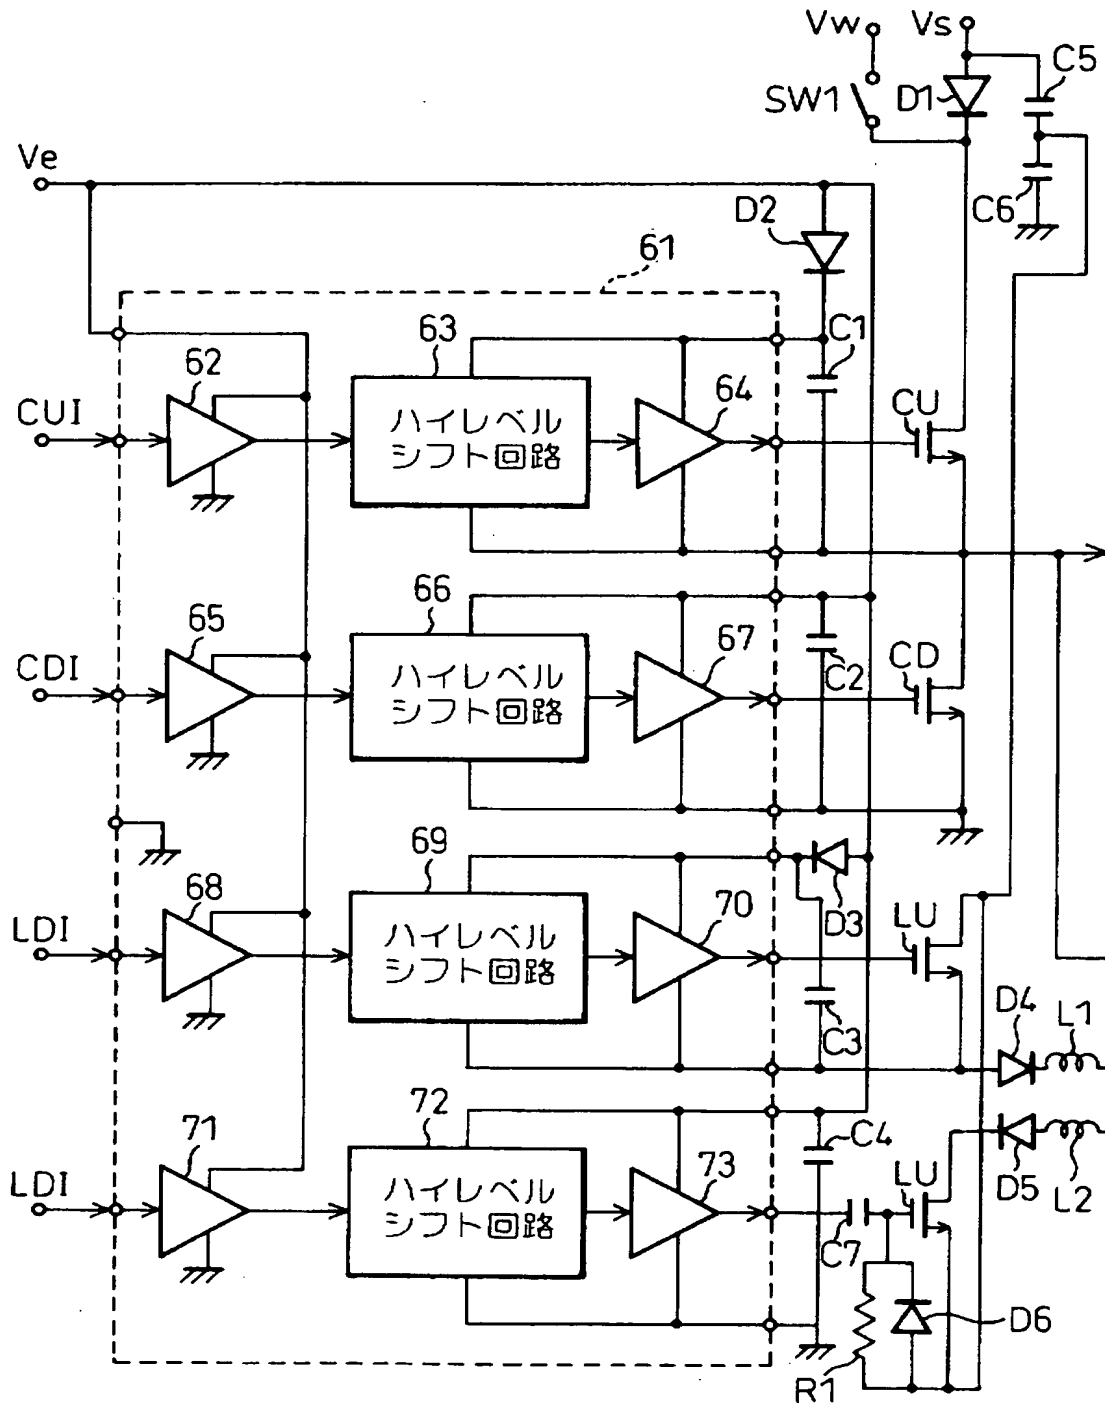 Vw
Vs
C5
SW1
D1
Ve
C6
D2
61
63
C1
62
64
CUI
ハイレベル
シフト回路
CU
66
65
67
CDI
ハイレベル
シフト回路
C2
CD
69
68
70
D3
LDI
ハイレベル
シフト回路
LU
C3
D4
L1
72
71
73
C4
LDI
ハイレベル
シフト回路
LU
D5
L2
C7
D6
R1